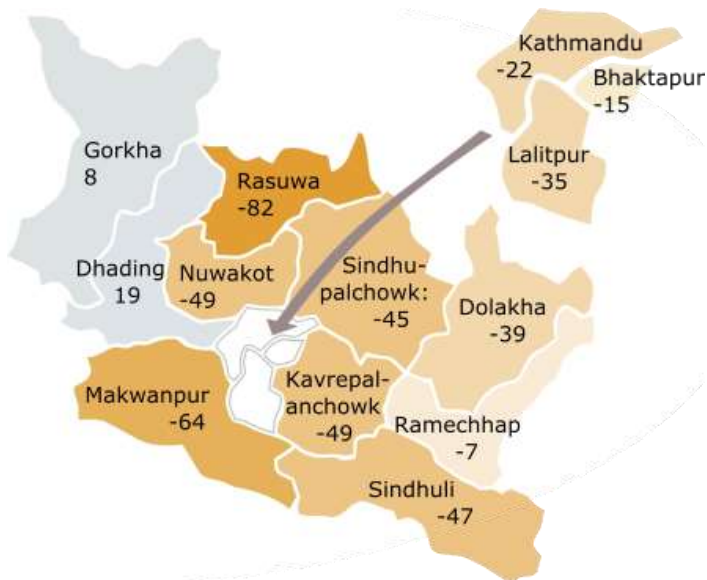 Kathmandu
-22
Bhaktapur
-15
Lalitpur
-35
Gorkha
8
Rasuwa
-82
Dhading
19
Nuwakot
-49
Sindhu-
palchowk:
-45
Dolakha
-39
Makwanpur
-64
Kavrepal-
anchowk
-49
Ramechhap
-7
Sindhuli
-47